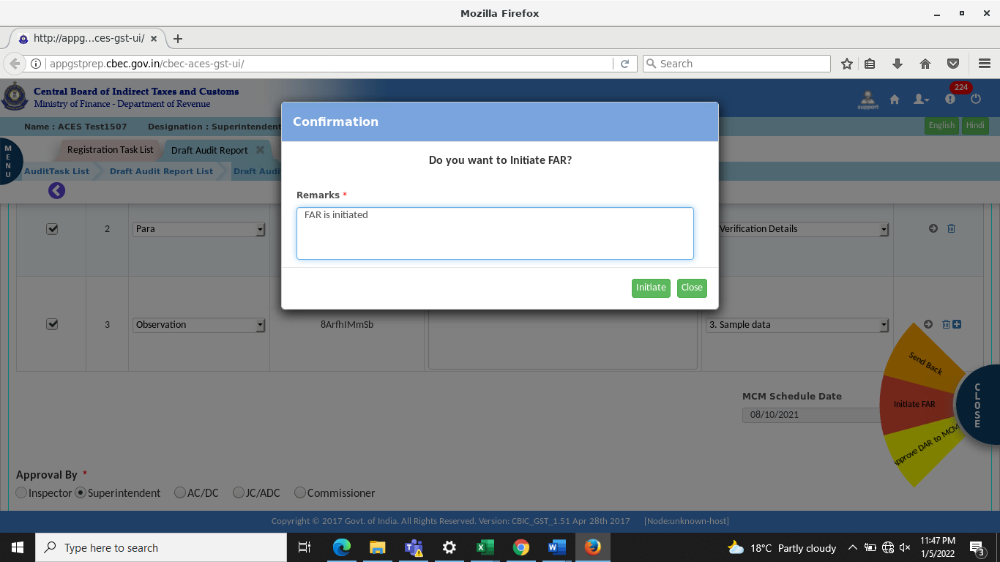 Mozilla Firefox
http://appg...ces-gst-ui/
appgstprep.cbec.gov.in/cbec-aces-gst-ui/
Search
Central Board of Indirect Taxes and Customs
Ministry of Finance - Department of Revenue
support
224
Name : ACES Test1507 Designation : Superintendent
English Hindi
MENU
Registration Task List Draft Audit Report
AuditTask List Draft Audit Report List Draft Aud
Confirmation
Do you want to Initiate FAR?
Remarks *
FAR is initiated
Initiate Close
2 Para Verification Details
3 Observation 8ArfhIMmSb 3. Sample data
Send Back
Initiate FAR
Approve DAR to MCM
CLOSE
MCM Schedule Date
08/10/2021
Approval By *
Inspector Superintendent AC/DC JC/ADC Commissioner
Copyright © 2017 Govt. of India. All Rights Reserved. Version: CBIC_GST_1.51 Apr 28th 2017 [Node:unknown-host]
Type here to search
18°C Partly cloudy
11:47 PM
1/5/2022
3